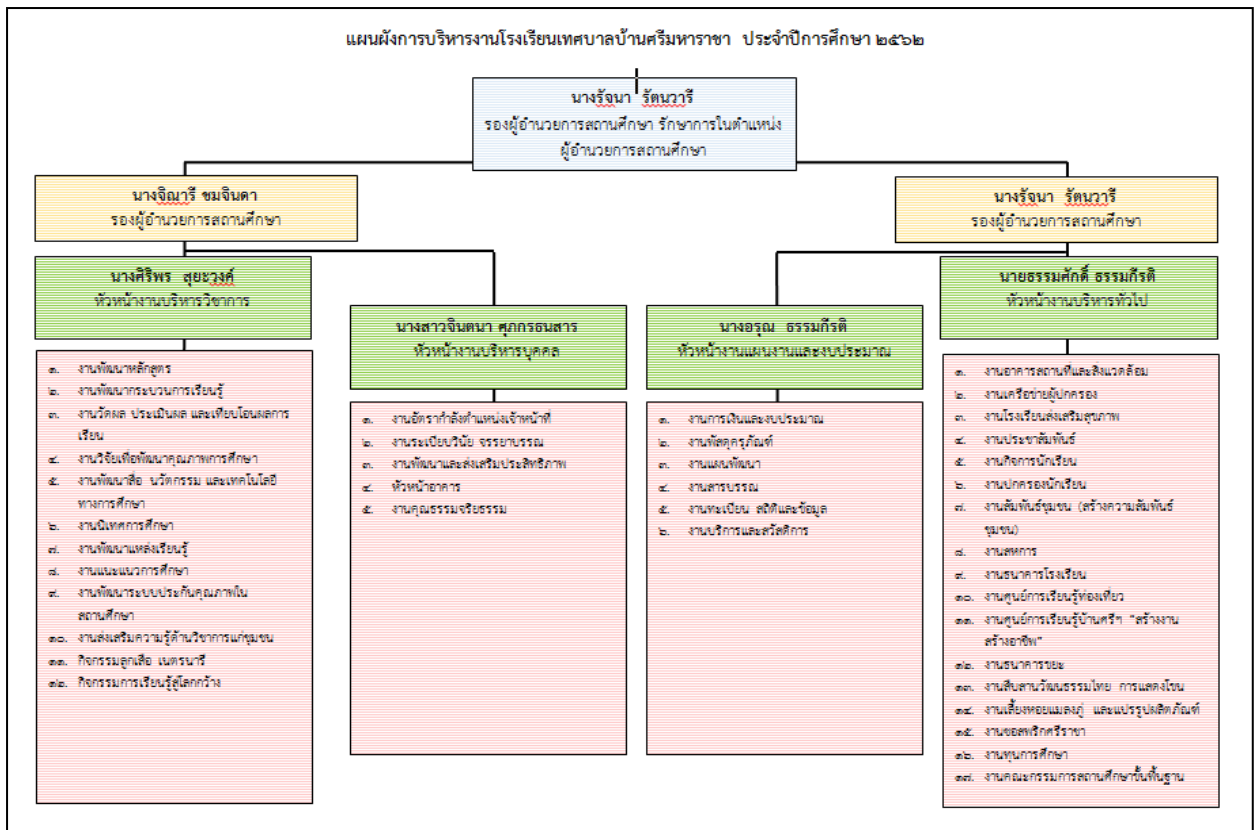 แผนผังการบริหารงานโรงเรียนเทศบาลบ้านศรีมหาราชา ประจำปีการศึกษา ๒๕๖๒
นางรัจนา รัตนวารี
รองผู้อำนวยการสถานศึกษา รักษาการในตำแหน่ง
ผู้อำนวยการสถานศึกษา
นางจิณารี ชมจินดา
รองผู้อำนวยการสถานศึกษา
นางรัจนา รัตนวารี
รองผู้อำนวยการสถานศึกษา
นางศิริพร สุยะวงค์
หัวหน้างานบริหารวิชาการ
๑. งานพัฒนาหลักสูตร
๒. งานพัฒนากระบวนการเรียนรู้
๓. งานวัดผล ประเมินผล และเทียบโอนผลการ
เรียน
๔. งานวิจัยเพื่อพัฒนาคุณภาพการศึกษา
๕. งานพัฒนาสื่อ นวัตกรรม และเทคโนโลยี
ทางการศึกษา
๖. งานนิเทศการศึกษา
๗. งานพัฒนาแหล่งเรียนรู้
๘. งานแนะแนวการศึกษา
๙. งานพัฒนาระบบประกันคุณภาพใน
สถานศึกษา
๑๐. งานส่งเสริมความรู้ด้านวิชาการแก่ชุมชน
๑๑. กิจกรรมลูกเสือ เนตรนารี
๑๒. กิจกรรมการเรียนรู้สู่โลกกว้าง
นางสาวจินตนา ศุภกรธนสาร
หัวหน้างานบริหารบุคคล
๑. งานอัตรากำลังตำแหน่งเจ้าหน้าที่
๒. งานระเบียบวินัย จรรยาบรรณ
๓. งานพัฒนาและส่งเสริมประสิทธิภาพ
๔. หัวหน้าอาคาร
๕. งานคุณธรรมจริยธรรม
นางอรุณ ธรรมกีรติ
หัวหน้างานแผนงานและงบประมาณ
๑. งานการเงินและงบประมาณ
๒. งานพัสดุครุภัณฑ์
๓. งานแผนพัฒนา
๔. งานสารบรรณ
๕. งานทะเบียน สถิติและข้อมูล
๖. งานบริการและสวัสดิการ
นายธรรมศักดิ์ ธรรมกีรติ
หัวหน้างานบริหารทั่วไป
๑. งานอาคารสถานที่และสิ่งแวดล้อม
๒. งานเครือข่ายผู้ปกครอง
๓. งานโรงเรียนส่งเสริมสุขภาพ
๔. งานประชาสัมพันธ์
๕. งานกิจการนักเรียน
๖. งานปกครองนักเรียน
๗. งานสัมพันธ์ชุมชน (สร้างความสัมพันธ์
ชุมชน)
๘. งานสหการ
๙. งานธนาคารโรงเรียน
๑๐. งานศูนย์การเรียนรู้ท่องเที่ยว
๑๑. งานศูนย์การเรียนรู้บ้านศรีฯ "สร้างงาน
สร้างอาชีพ"
๑๒. งานธนาคารขยะ
๑๓. งานสืบสานวัฒนธรรมไทย การแสดงโขน
๑๔. งานเลี้ยงหอยแมลงภู่ และแปรรูปผลิตภัณฑ์
๑๕. งานซอสพริกศรีราชา
๑๖. งานทุนการศึกษา
๑๗. งานคณะกรรมการสถานศึกษาขั้นพื้นฐาน